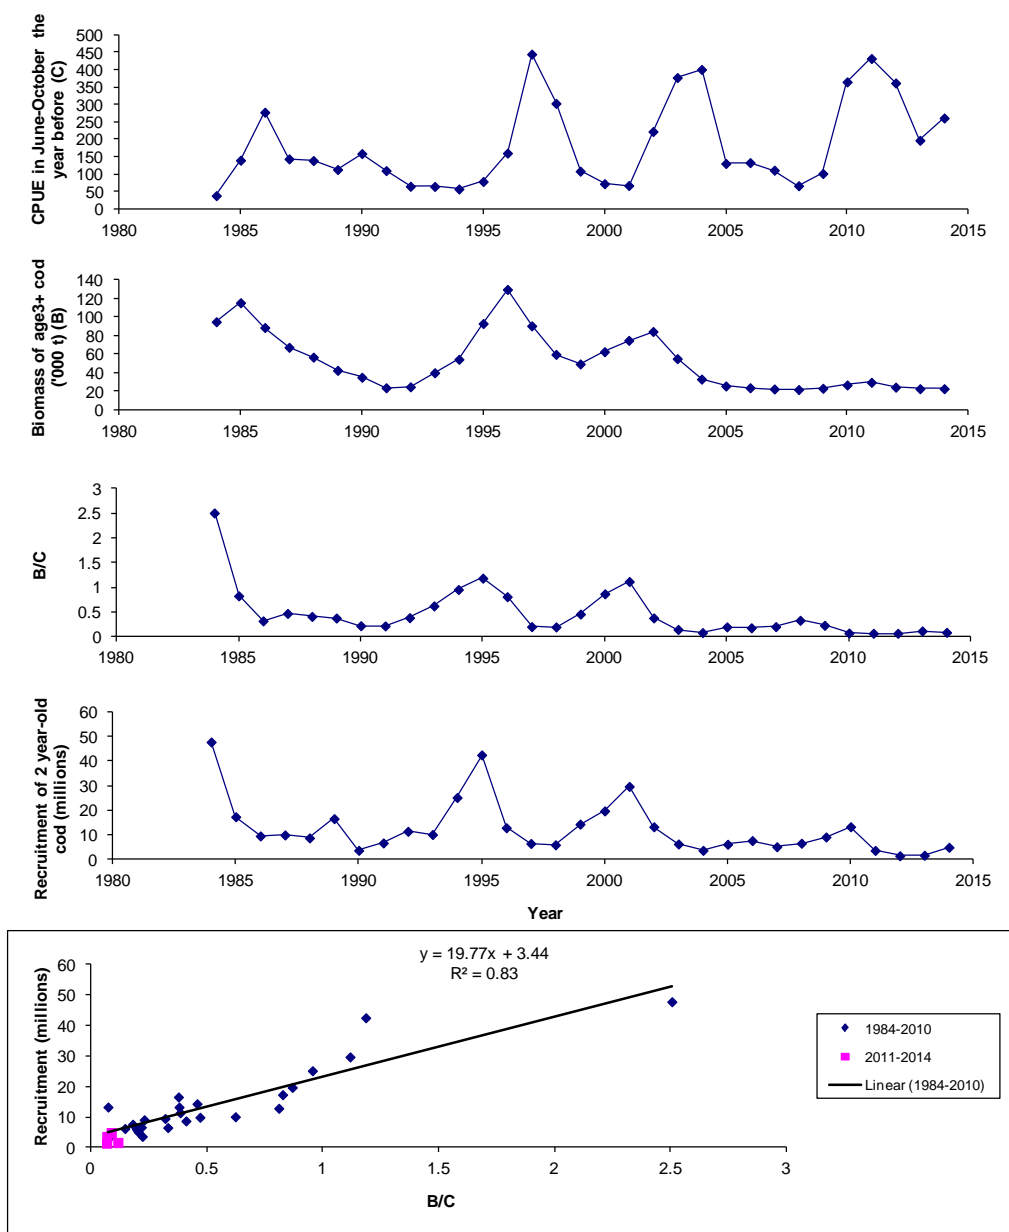 CPUE in June-October the
year before (C)
500
450
400
350
300
250
200
150
100
50
0
1980 1985 1990 1995 2000 2005 2010 2015
Biomass of age3+ cod
('000 t) (B)
140
120
100
80
60
40
20
0
1980 1985 1990 1995 2000 2005 2010 2015
B/C
3
2.5
2
1.5
1
0.5
0
1980 1985 1990 1995 2000 2005 2010 2015
Recruitment of 2 year-old
cod (millions)
60
50
40
30
20
10
0
1980 1985 1990 1995 2000 2005 2010 2015
Year
Recruitment (millions)
y = 19.77x + 3.44
R² = 0.83
60
50
40
30
20
10
0
0 0.5 1 1.5 2 2.5 3
B/C
1984-2010
2011-2014
Linear (1984-2010)